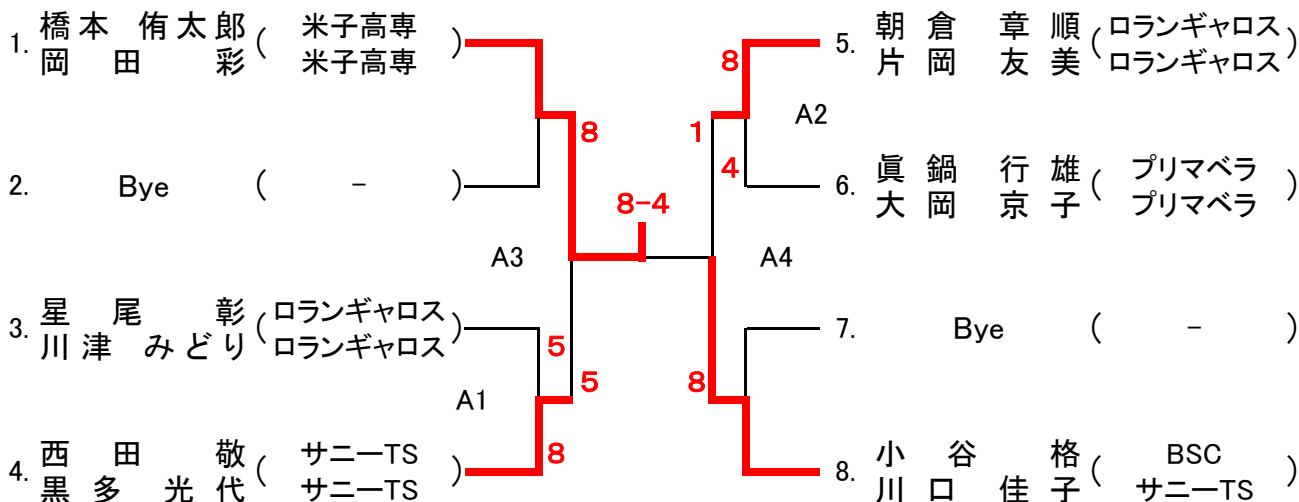 1. 橋本 侑太郎 ( 米子高専 )
岡田 彩 米子高専
8
2. Bye ( - )
A3
3. 星尾 彰 ( ロランギャロス )
川津 みどり ロランギャロス
5
5
A1
4. 西田 敬 ( サニーTS )
黒多 光代 サニーTS
8
8-4
5. 朝倉 章順 ( ロランギャロス )
片岡 友美 ロランギャロス
8
A2
1
4
6. 眞鍋 行雄 ( プリマベラ )
大岡 京子 プリマベラ
A4
7. Bye ( - )
8
8. 小谷 格 ( BSC )
川口 佳子 サニーTS